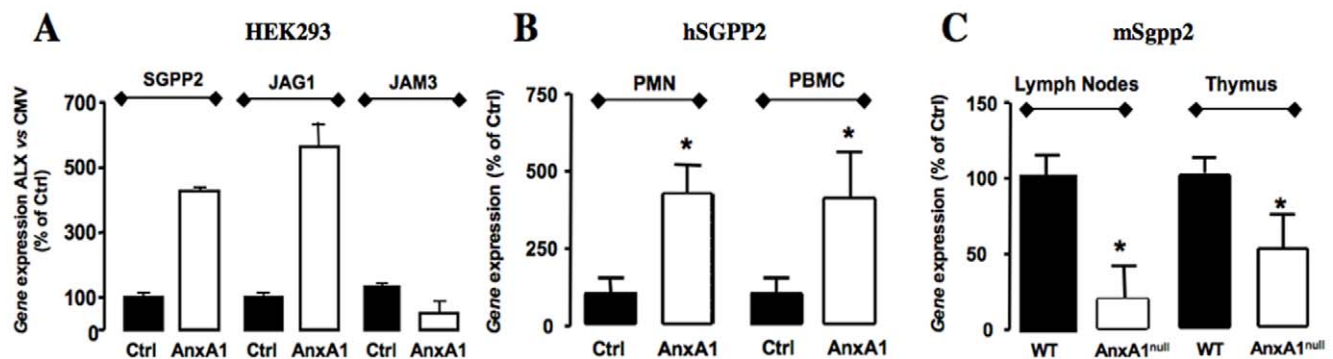 A
HEK293
SGPP2 JAG1 JAM3
Gene expression ALX vs CMV
(% of Ctrl)
700
500
300
100
0
Ctrl AnxA1 Ctrl AnxA1 Ctrl AnxA1
B
hSGPP2
PMN PBMC
Gene expression (% of Ctrl)
750
500
250
0
* *
Ctrl AnxA1 Ctrl AnxA1
C
mSgpp2
Lymph Nodes Thymus
Gene expression (% of Ctrl)
150
100
50
0
* *
WT AnxA1null WT AnxA1null